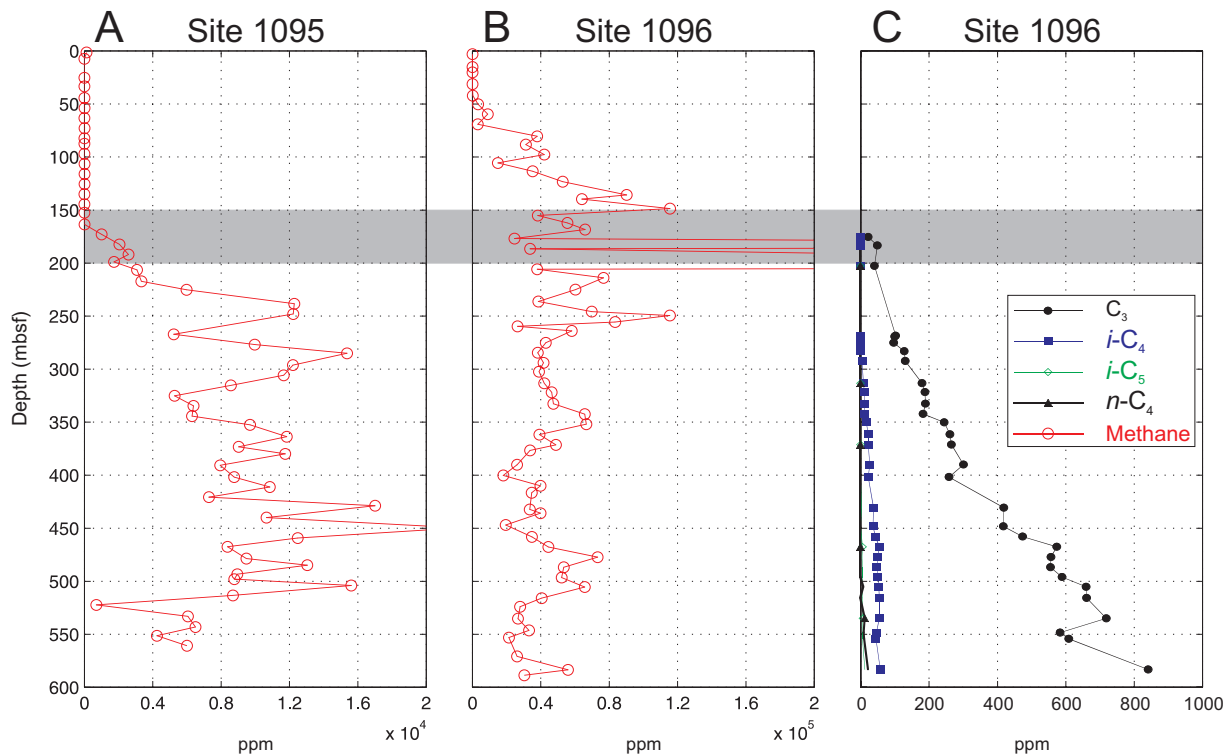 A Site 1095 B Site 1096 C Site 1096
0
50
100
150
200
250
300
350
400
450
500
550
600
Depth (mbsf)
C3
i-C4
i-C5
n-C4
Methane
0 0.4 0.8 1.2 1.6 2 0 0.4 0.8 1.2 1.6 2 0 200 400 600 800 1000
x 10^4 x 10^5
ppm ppm ppm